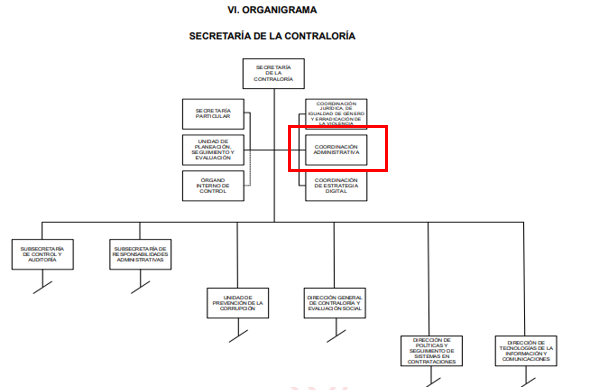 VI. ORGANIGRAMA
SECRETARÍA DE LA CONTRALORÍA
SECRETARÍA
DE LA
CONTRALORÍA
SECRETARÍA
PARTICULAR
COORDINACIÓN
JURÍDICA, DE
IGUALDAD DE GÉNERO
Y ERRADICACIÓN DE
LA VIOLENCIA
UNIDAD DE
PLANEACIÓN,
SEGUIMIENTO Y
EVALUACIÓN
COORDINACIÓN
ADMINISTRATIVA
ÓRGANO
INTERNO DE
CONTROL
COORDINACIÓN
DE ESTRATEGIA
DIGITAL
SUBSECRETARÍA
DE CONTROL Y
AUDITORÍA
SUBSECRETARÍA DE
RESPONSABILIDADES
ADMINISTRATIVAS
UNIDAD DE
PREVENCIÓN DE LA
CORRUPCIÓN
DIRECCIÓN GENERAL
DE CONTRALORÍA Y
EVALUACIÓN SOCIAL
DIRECCIÓN DE
POLÍTICAS Y
SEGUIMIENTO DE
SISTEMAS EN
CONTRATACIONES
DIRECCIÓN DE
TECNOLOGÍAS DE LA
INFORMACIÓN Y
COMUNICACIONES